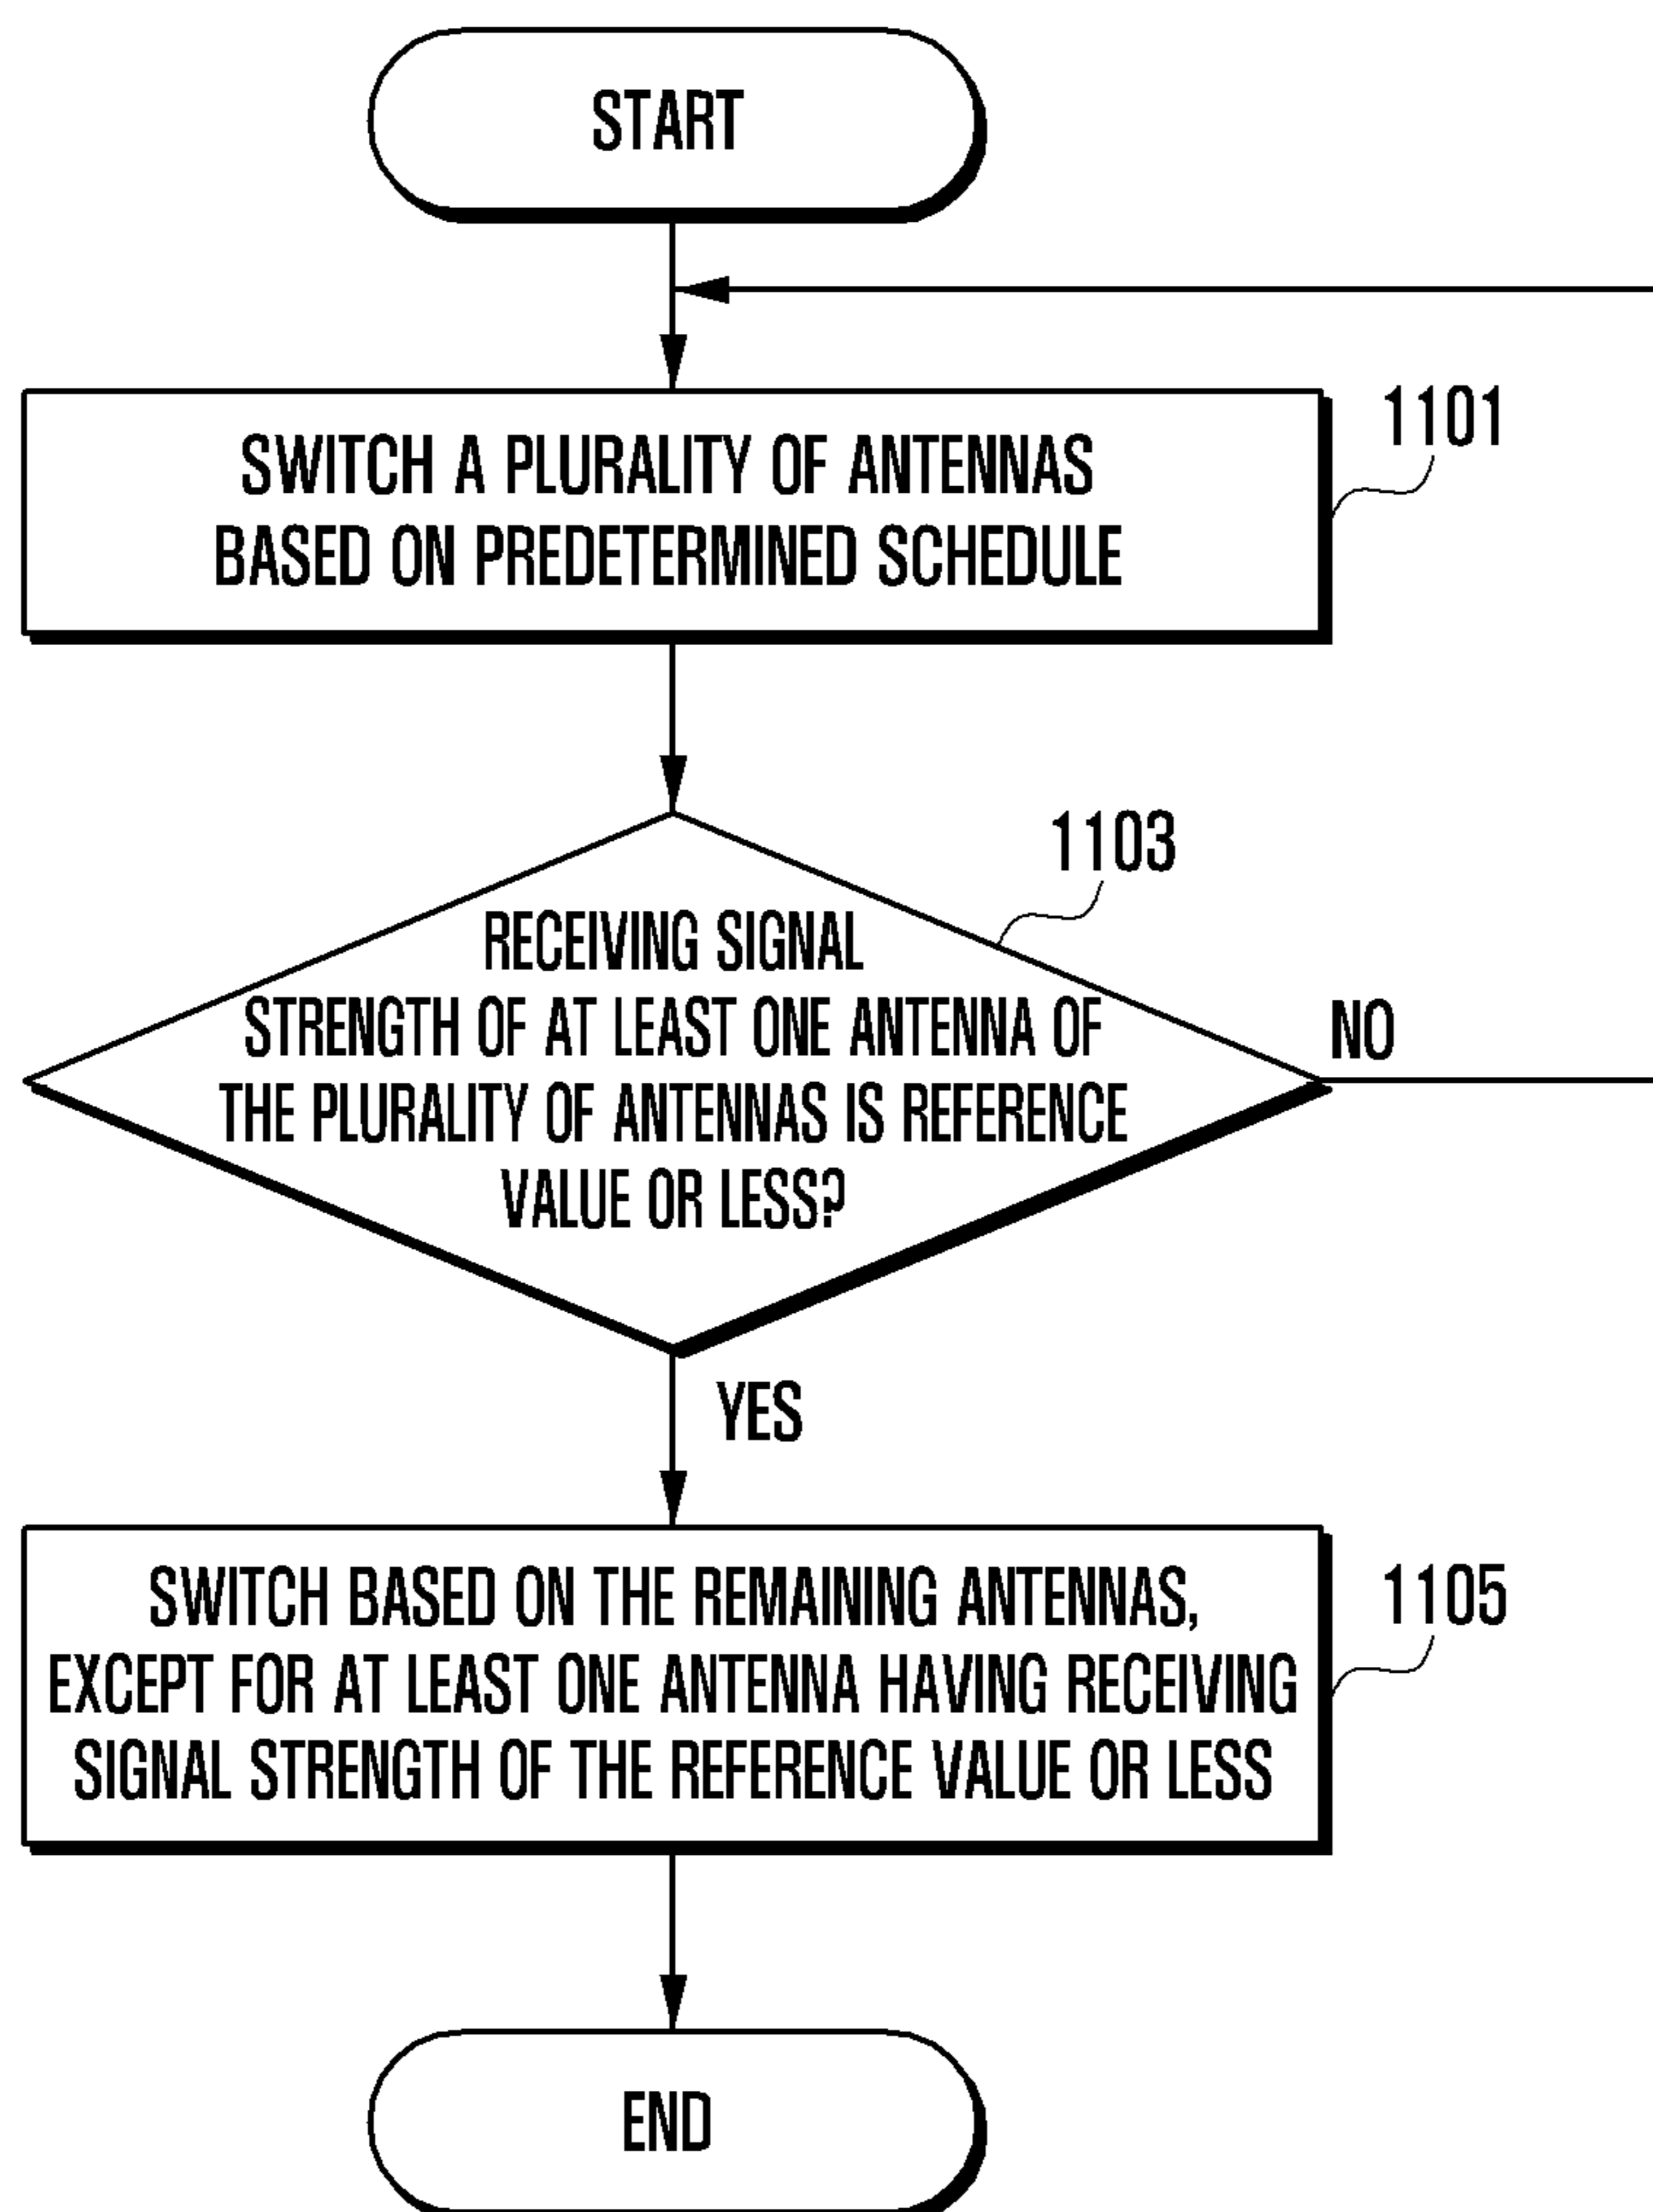 START
SWITCH A PLURALITY OF ANTENNAS
BASED ON PREDETERMINED SCHEDULE
1101
1103
RECEIVING SIGNAL
STRENGTH OF AT LEAST ONE ANTENNA OF
THE PLURALITY OF ANTENNAS IS REFERENCE
VALUE OR LESS?
NO
YES
SWITCH BASED ON THE REMAINING ANTENNAS,
EXCEPT FOR AT LEAST ONE ANTENNA HAVING RECEIVING
SIGNAL STRENGTH OF THE REFERENCE VALUE OR LESS
1105
END